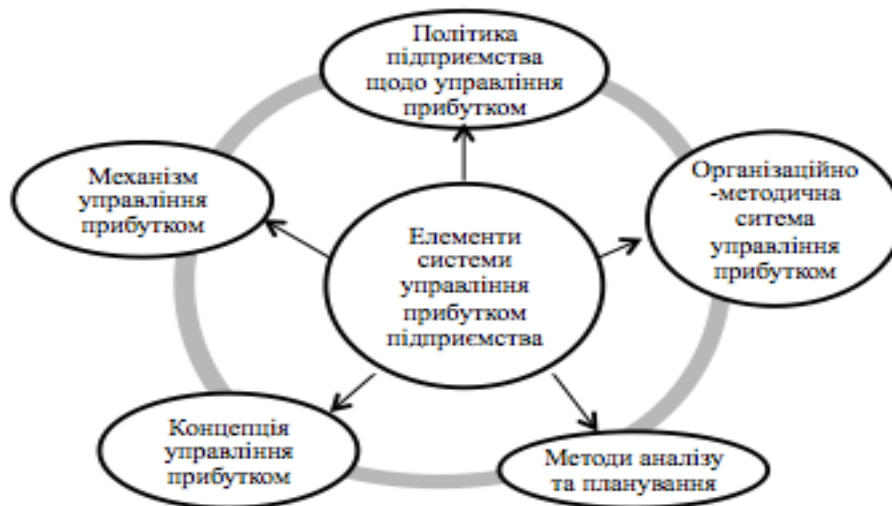 Політика
підприємства
щодо управління
прибутком
Механізм
управління
прибутком
Організаційно
-методична
ситема
управління
прибутком
Елементи
системи
управління
прибутком
підприємства
Концепція
управління
прибутком
Методи аналізу
та планування